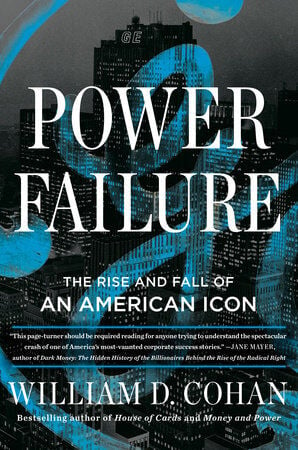 GE
POWER
FAILURE
THE RISE AND FALL OF
AN AMERICAN ICON
"This page-turner should be required reading for anyone trying to understand the spectacular
crash of one of America's most-vaunted corporate success stories." —JANE MAYER,
author of Dark Money: The Hidden History of the Billionaires Behind the Rise of the Radical Right
WILLIAM D. COHAN
Bestselling author of House of Cards and Money and Power